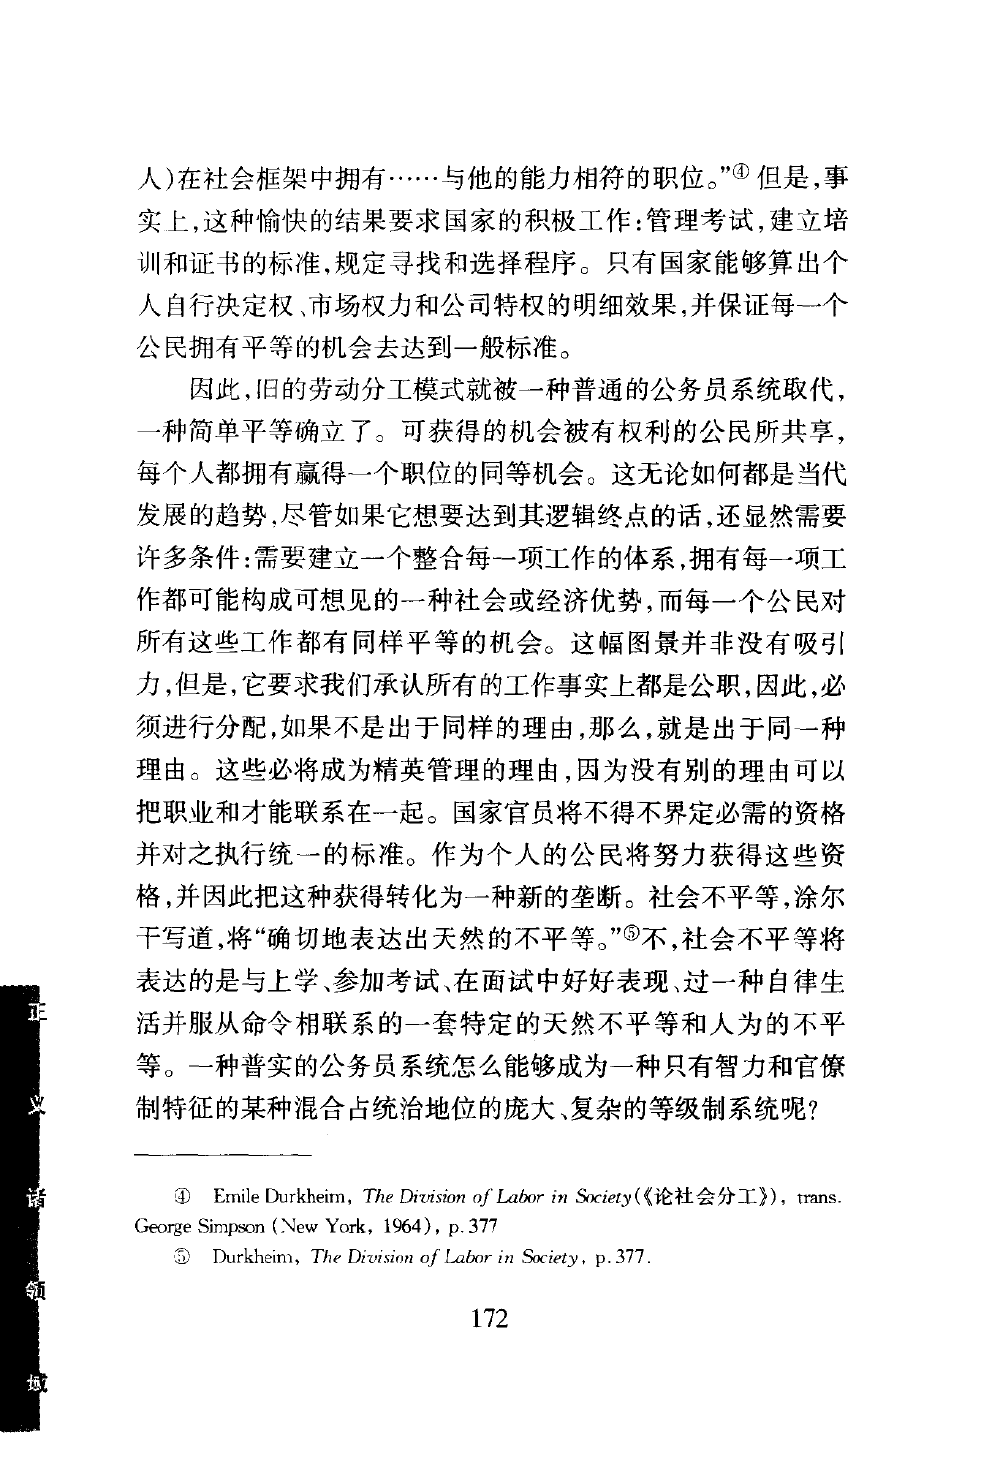 人)在社会框架中拥有……与他的能力相符的职位。”④但是,事
实上,这种愉快的结果要求国家的积极工作:管理考试,建立培
训和证书的标准,规定寻找和选择程序。只有国家能够算出个
人自行决定权、市场权力和公司特权的明细效果,并保证每一个
公民拥有平等的机会去达到一般标准。
因此,旧的劳动分工模式就被一种普通的公务员系统取代,
一种简单平等确立了。可获得的机会被有权利的公民所共享,
每个人都拥有赢得一个职位的同等机会。这无论如何都是当代
发展的趋势,尽管如果它想要达到其逻辑终点的话,还显然需要
许多条件:需要建立一个整合每一项工作的体系,拥有每一项工
作都可能构成可想见的一种社会或经济优势,而每一个公民对
所有这些工作都有同样平等的机会。这幅图景并非没有吸引
力,但是,它要求我们承认所有的工作事实上都是公职,因此,必
须进行分配,如果不是出于同样的理由,那么,就是出于同一种
理由。这些必将成为精英管理的理由,因为没有别的理由可以
把职业和才能联系在一起。国家官员将不得不界定必需的资格
并对之执行统一的标准。作为个人的公民将努力获得这些资
格,并因此把这种获得转化为一种新的垄断。社会不平等,涂尔
干写道,将“确切地表达出天然的不平等。”⑤不,社会不平等将
表达的是与上学、参加考试、在面试中好好表现、过一种自律生
活并服从命令相联系的一套特定的天然不平等和人为的不平
等。一种普实的公务员系统怎么能够成为一种只有智力和官僚
制特征的某种混合占统治地位的庞大、复杂的等级制系统呢?
④ Emile Durkheim, The Division of Labor in Society(《论社会分工》), trans.
George Simpson (New York, 1964), p.377
⑤ Durkheim, The Division of Labor in Society, p.377.
172
正
义
诸
领
域